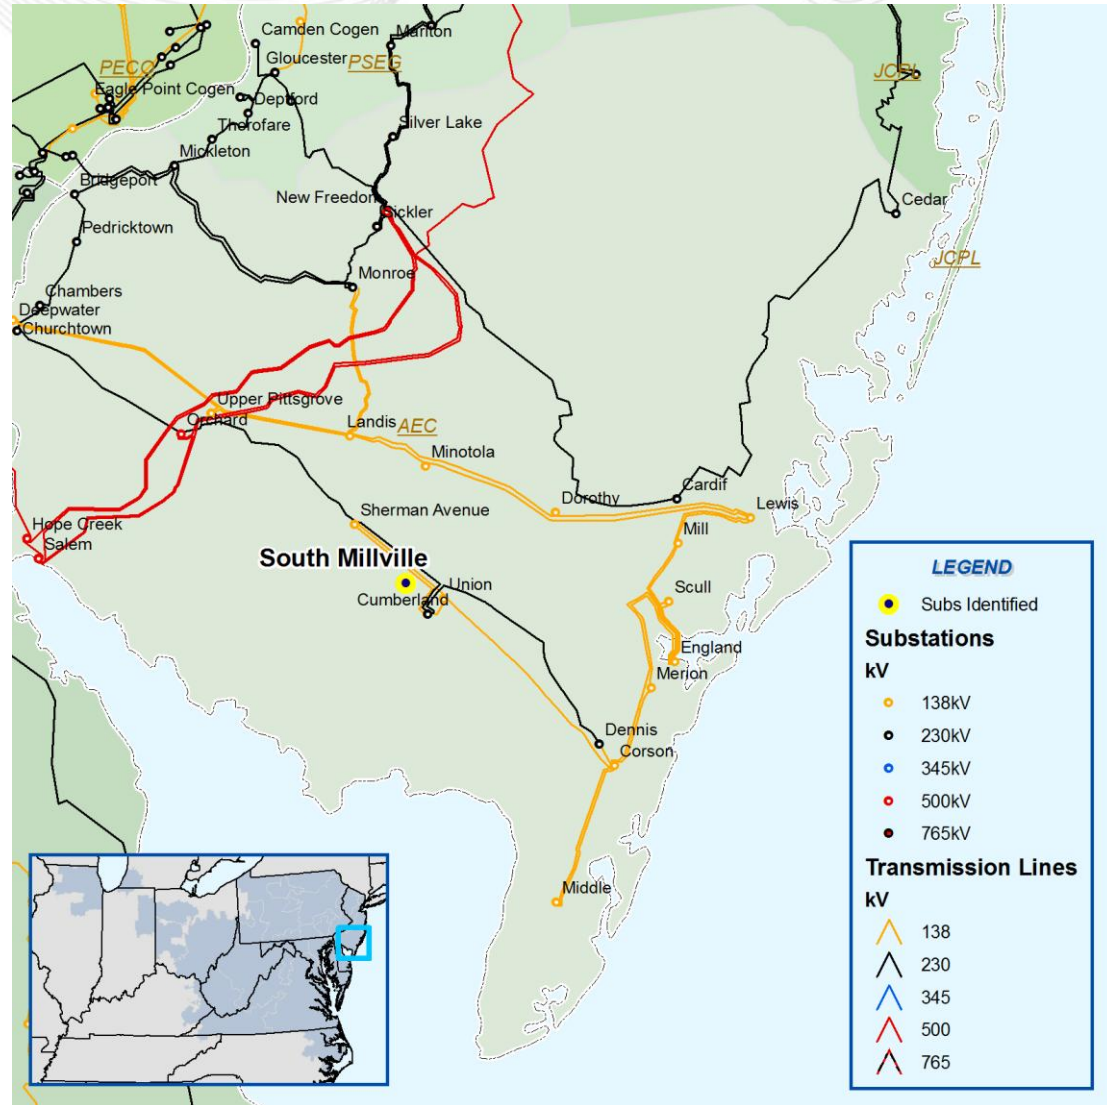 Camden Cogen
Marlton
Gloucester
PSEG
PECO
JCPL
Eagle Point Cogen
Deptford
Thorofare
Silver Lake
Mickleton
Bridgeport
New Freedom
Sickler
Cedar
Pedricktown
JCPL
Monroe
Chambers
Deepwater
Churchtown
Upper Pittsgrove
Orchard
Landis
AEC
Minotola
Cardif
Dorothy
Lewis
Sherman Avenue
Hope Creek
Mill
Salem
South Millville
Union
Cumberland
Scull
England
Merion
Dennis
Corson
Middle
LEGEND
Subs Identified
Substations
kV
138kV
230kV
345kV
500kV
765kV
Transmission Lines
kV
138
230
345
500
765